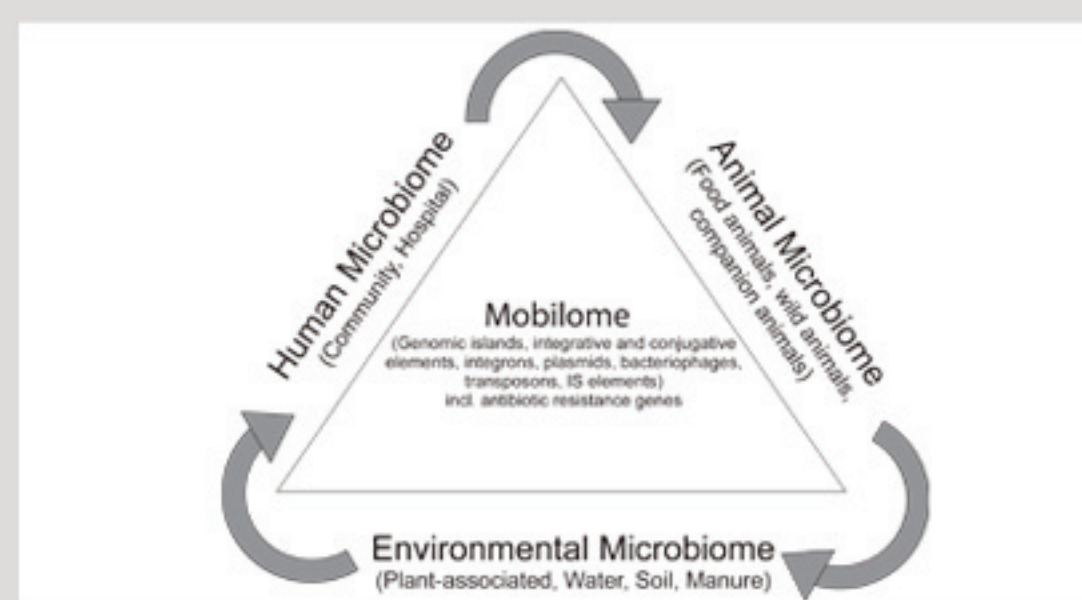 Human Microbiome
(Community, Hospital)
Animal Microbiome
(Food animals, wild animals,
companion animals)
Mobilome
(Genomic islands, integrative and conjugative
elements, integrons, plasmids, bacteriophages,
transposons, IS elements)
incl. antibiotic resistance genes
Environmental Microbiome
(Plant-associated, Water, Soil, Manure)